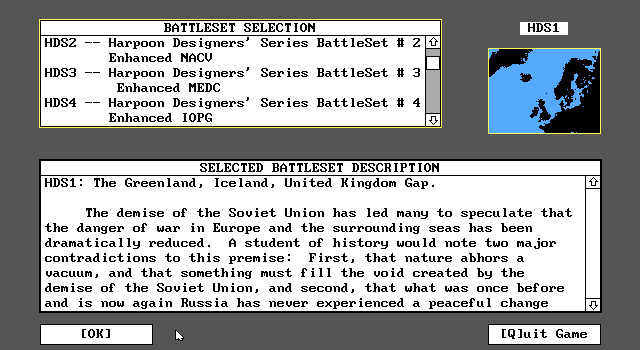 BATTLESET SELECTION
HDS1
HDS2 -- Harpoon Designers' Series BattleSet # 2
Enhanced NACV
HDS3 -- Harpoon Designers' Series BattleSet # 3
Enhanced MEDC
HDS4 -- Harpoon Designers' Series BattleSet # 4
Enhanced IOPG
SELECTED BATTLESET DESCRIPTION
HDS1: The Greenland, Iceland, United Kingdom Gap.
The demise of the Soviet Union has led many to speculate that
the danger of war in Europe and the surrounding seas has been
dramatically reduced.  A student of history would note two major
contradictions to this premise:  First, that nature abhors a
vacuum, and that something must fill the void created by the
demise of the Soviet Union, and second, that what was once before
and is now again Russia has never experienced a peaceful change
[OK]
[Q]uit Game